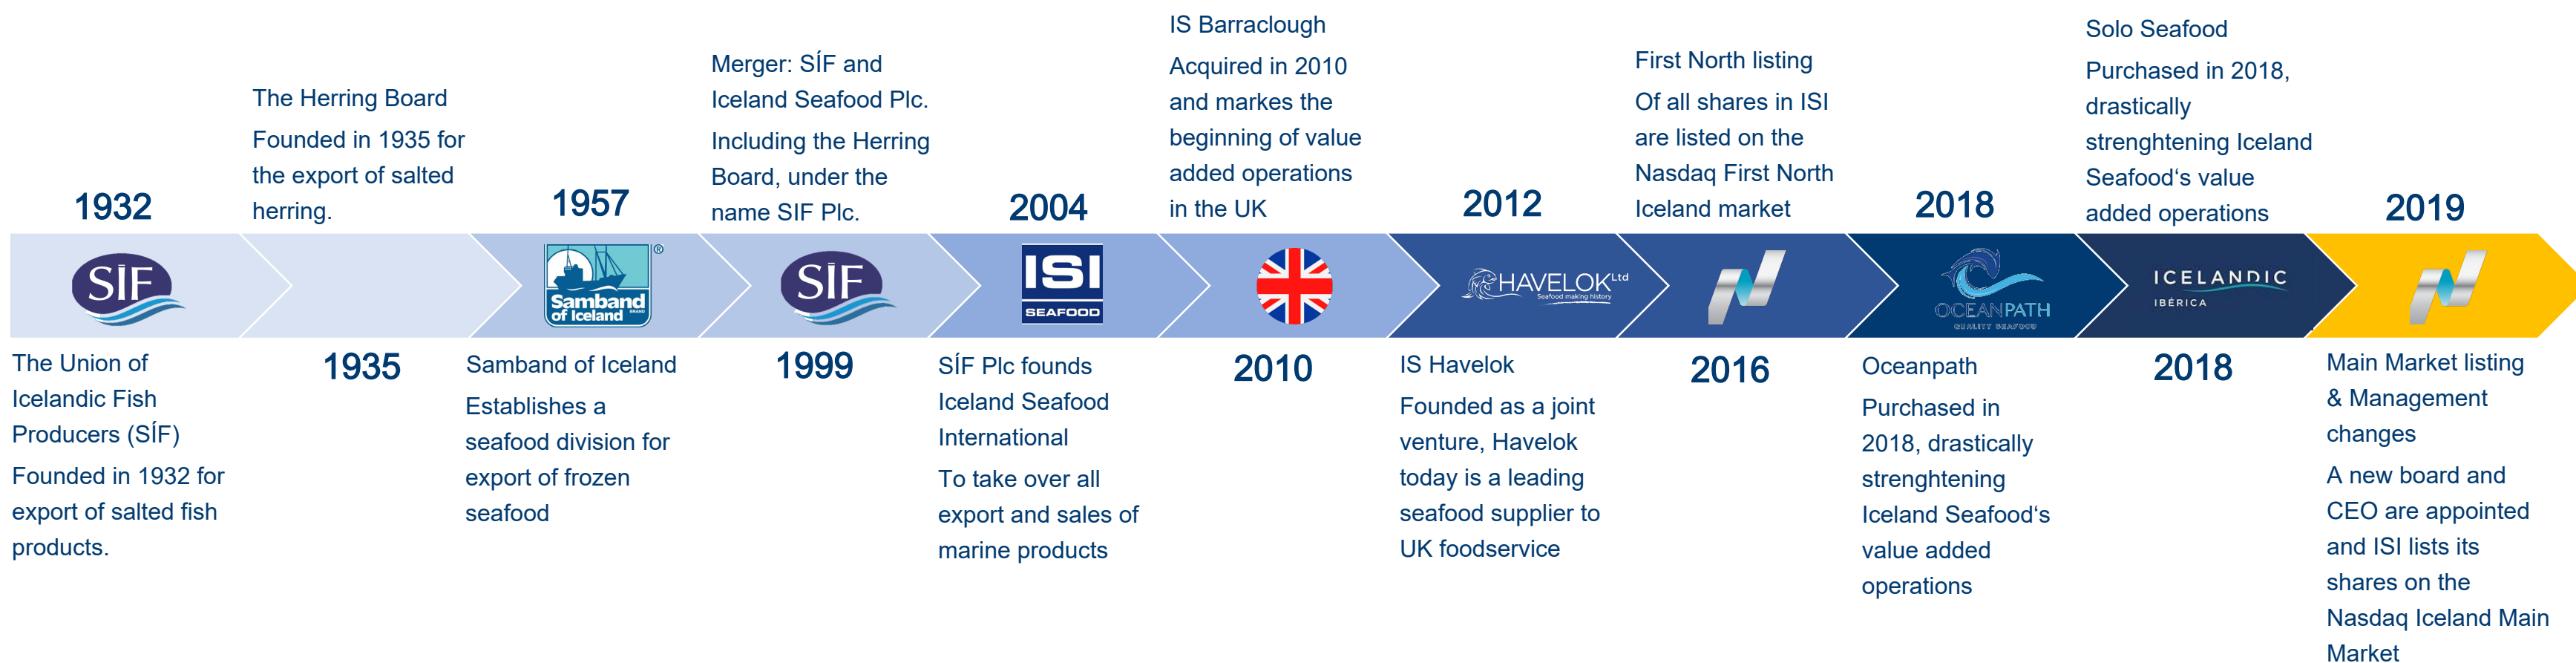 1932
SÍF
The Union of
Icelandic Fish
Producers (SÍF)
Founded in 1932 for
export of salted fish
products.
The Herring Board
Founded in 1935 for
the export of salted
herring.
1935
1957
Samband
of Iceland
BRAND
®
Samband of Iceland
Establishes a
seafood division for
export of frozen
seafood
Merger: SÍF and
Iceland Seafood Plc.
Including the Herring
Board, under the
name SIF Plc.
SÍF
1999
2004
ISI
SEAFOOD
SÍF Plc founds
Iceland Seafood
International
To take over all
export and sales of
marine products
IS Barraclough
Acquired in 2010
and markes the
beginning of value
added operations
in the UK
2010
2012
HAVELOK Ltd
Seafood making history
IS Havelok
Founded as a joint
venture, Havelok
today is a leading
seafood supplier to
UK foodservice
First North listing
Of all shares in ISI
are listed on the
Nasdaq First North
Iceland market
2016
2018
OCEANPATH
QUALITY SEAFOOD
Oceanpath
Purchased in
2018, drastically
strenghtening
Iceland Seafood‘s
value added
operations
Solo Seafood
Purchased in 2018,
drastically
strenghtening Iceland
Seafood‘s value
added operations
ICELANDIC
IBÉRICA
2018
2019
Main Market listing
& Management
changes
A new board and
CEO are appointed
and ISI lists its
shares on the
Nasdaq Iceland Main
Market